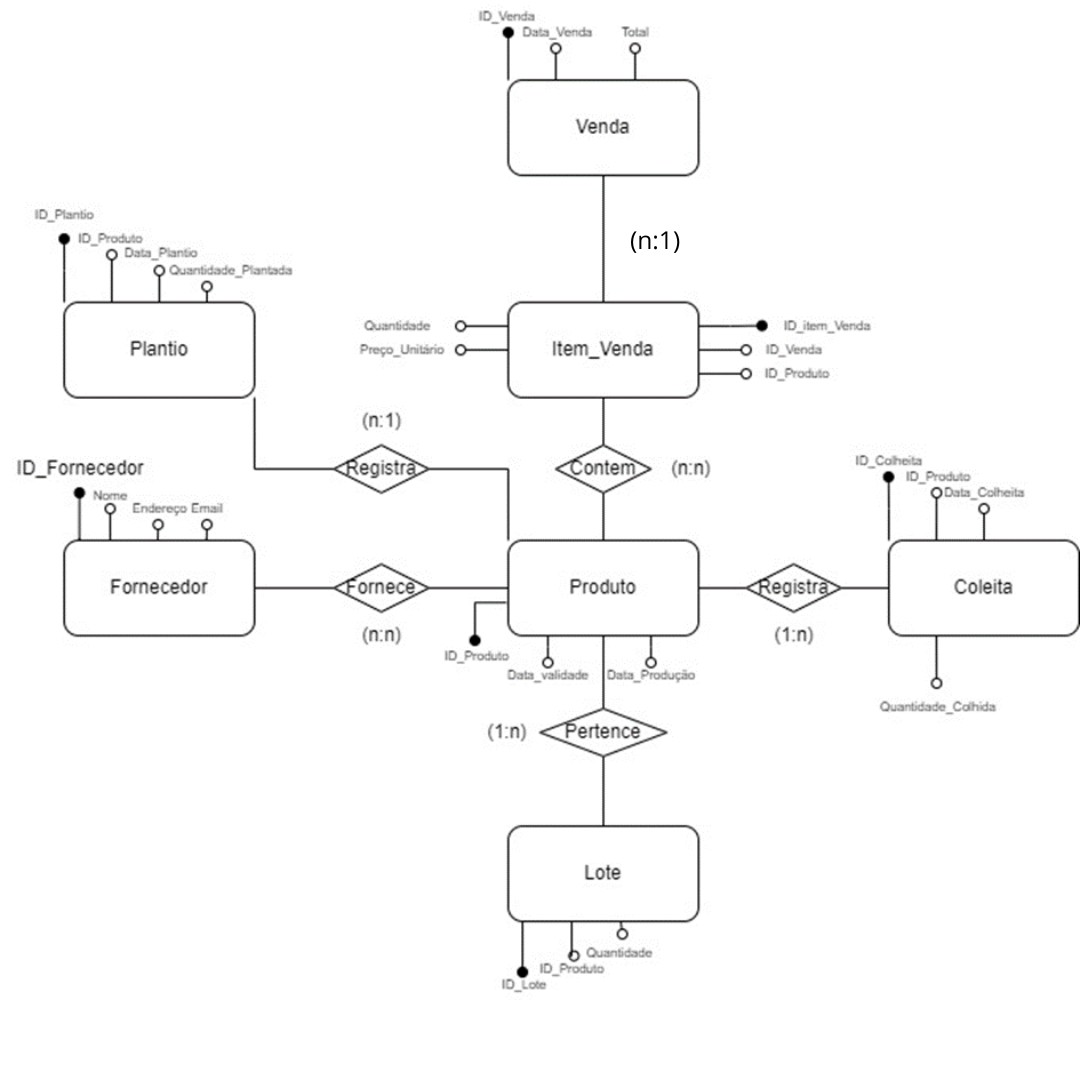 ID_Venda
Data_Venda
Total
Venda
(n:1)
ID_Plantio
ID_Produto
Data_Plantio
Quantidade_Plantada
Plantio
Quantidade
Preço_Unitário
Item_Venda
ID_item_Venda
ID_Venda
ID_Produto
(n:1)
Registra
Contem
(n:n)
ID_Fornecedor
Nome
Endereço
Email
Fornecedor
Fornece
(n:n)
Produto
ID_Produto
Data_validade
Data_Produção
Registra
(1:n)
ID_Colheita
ID_Produto
Data_Colheita
Coleita
Quantidade_Colhida
(1:n)
Pertence
Lote
Quantidade
ID_Produto
ID_Lote